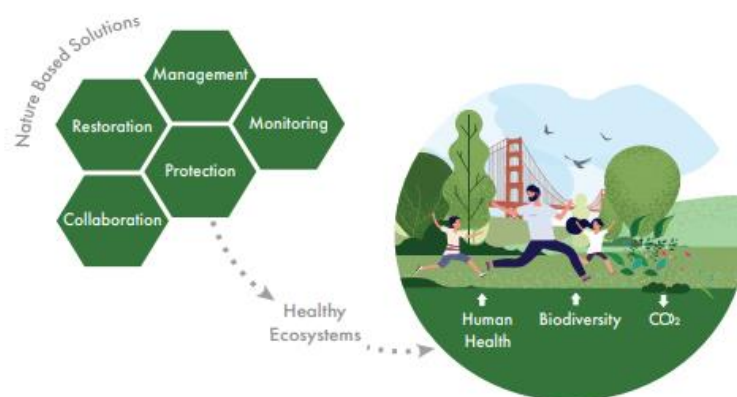 Nature Based Solutions
Management
Restoration
Monitoring
Protection
Collaboration
Healthy
Ecosystems
Human
Health
Biodiversity
CO₂